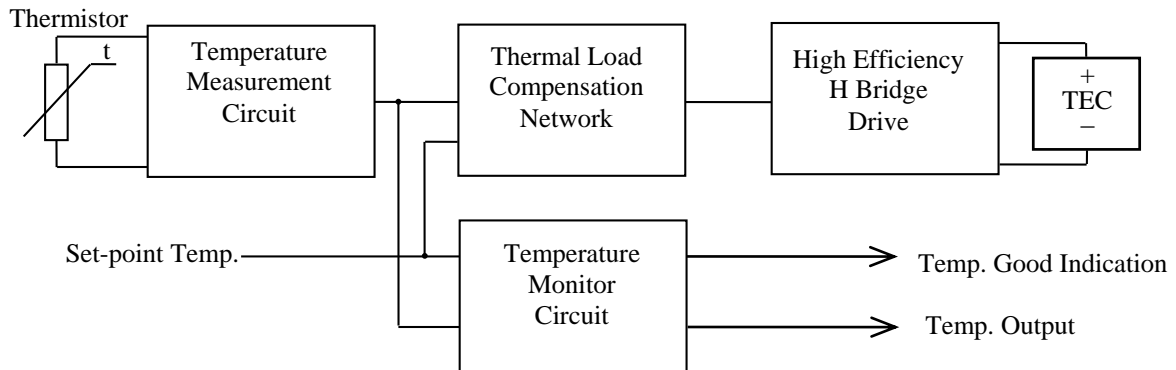 Thermistor
t
Temperature
Measurement
Circuit
Thermal Load
Compensation
Network
High Efficiency
H Bridge
Drive
+
TEC
–
Set-point Temp.
Temperature
Monitor
Circuit
Temp. Good Indication
Temp. Output